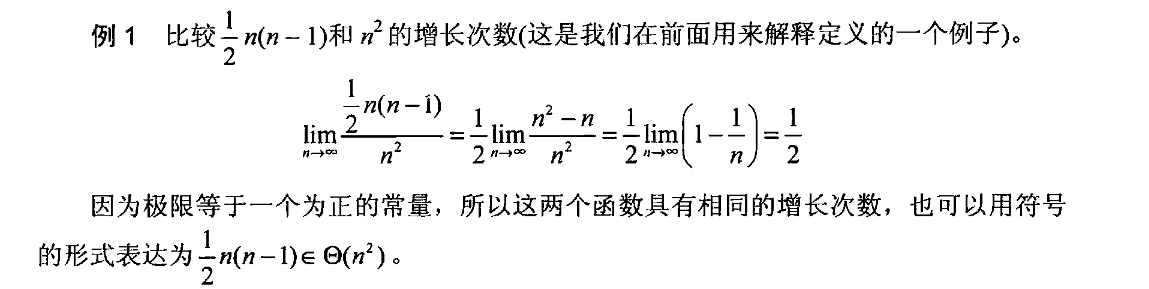 例 1 比较 $\frac{1}{2}n(n-1)$和 $n^2$ 的增长次数(这是我们在前面用来解释定义的一个例子)。
$\lim_{n\to\infty}\frac{\frac{1}{2}n(n-1)}{n^2}=\frac{1}{2}\lim_{n\to\infty}\frac{n^2-n}{n^2}=\frac{1}{2}\lim_{n\to\infty}\left(1-\frac{1}{n}\right)=\frac{1}{2}$
因为极限等于一个为正的常量，所以这两个函数具有相同的增长次数，也可以用符号
的形式表达为 $\frac{1}{2}n(n-1)\in\Theta(n^2)$ 。